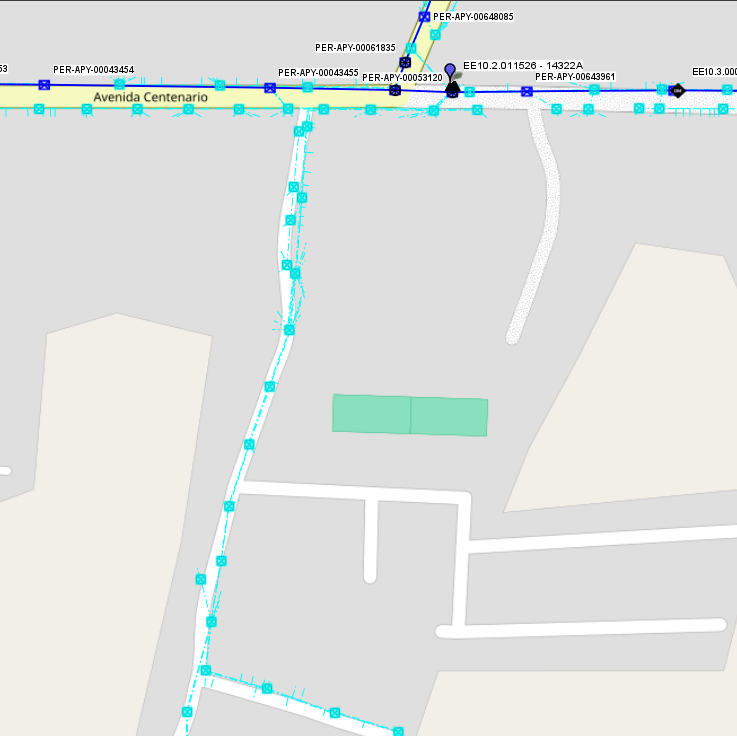 PER-APY-00648085
PER-APY-00061835
53
PER-APY-00043454
PER-APY-00043455
PER-APY-00053120
EE10.2.011526 - 14322A
PER-APY-00643961
EE10.3.000
Avenida Centenario